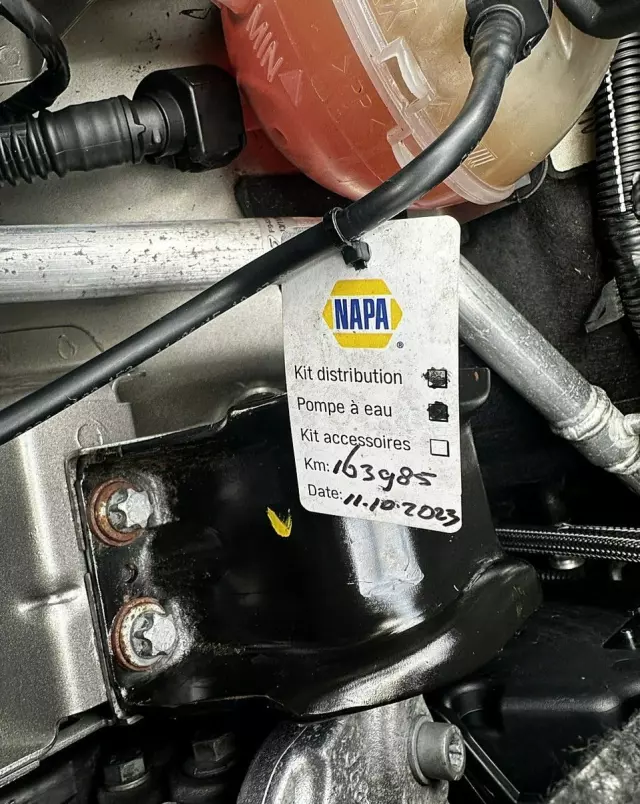 MIN
NAPA
®
Kit distribution
Pompe à eau
Kit accessoires
Km: 163985
Date: 11.10.2023